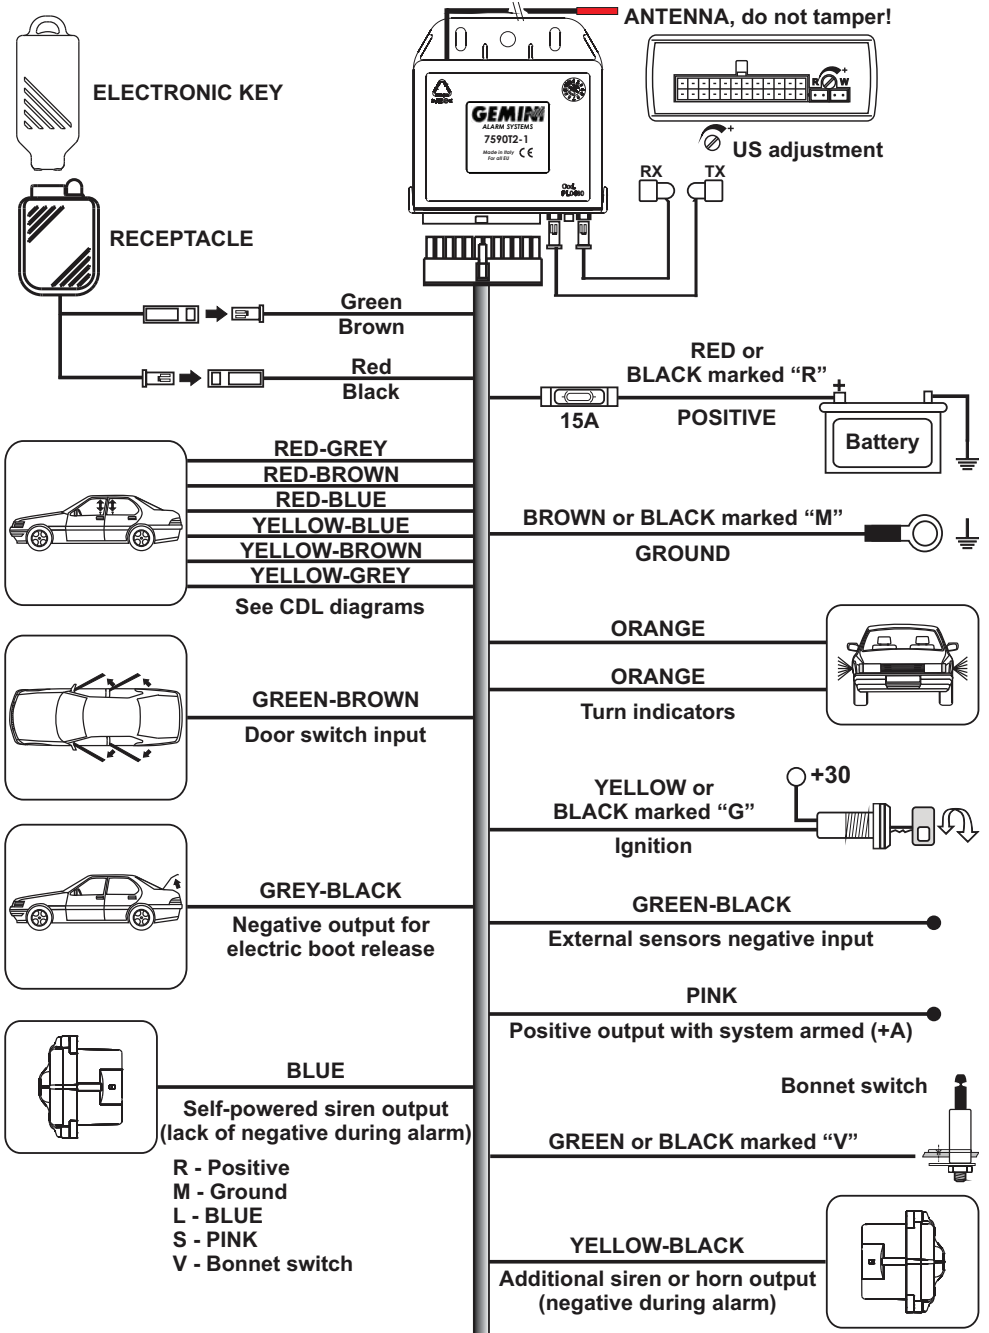 ANTENNA, do not tamper!
ELECTRONIC KEY
GEMINI
ALARM SYSTEMS
7590T2-1
Made in Italy
For all EU
CE
R
W
+
+
US adjustment
RX
TX
RECEPTACLE
Green
Brown
Red
Black
RED or
BLACK marked “R”
15A
POSITIVE
+
Battery
RED-GREY
RED-BROWN
RED-BLUE
YELLOW-BLUE
YELLOW-BROWN
YELLOW-GREY
See CDL diagrams
BROWN or BLACK marked “M”
GROUND
ORANGE
ORANGE
Turn indicators
GREEN-BROWN
Door switch input
+30
YELLOW or
BLACK marked “G”
Ignition
GREY-BLACK
Negative output for
electric boot release
GREEN-BLACK
External sensors negative input
PINK
Positive output with system armed (+A)
BLUE
Self-powered siren output
(lack of negative during alarm)
Bonnet switch
GREEN or BLACK marked “V”
R - Positive
M - Ground
L - BLUE
S - PINK
V - Bonnet switch
YELLOW-BLACK
Additional siren or horn output
(negative during alarm)